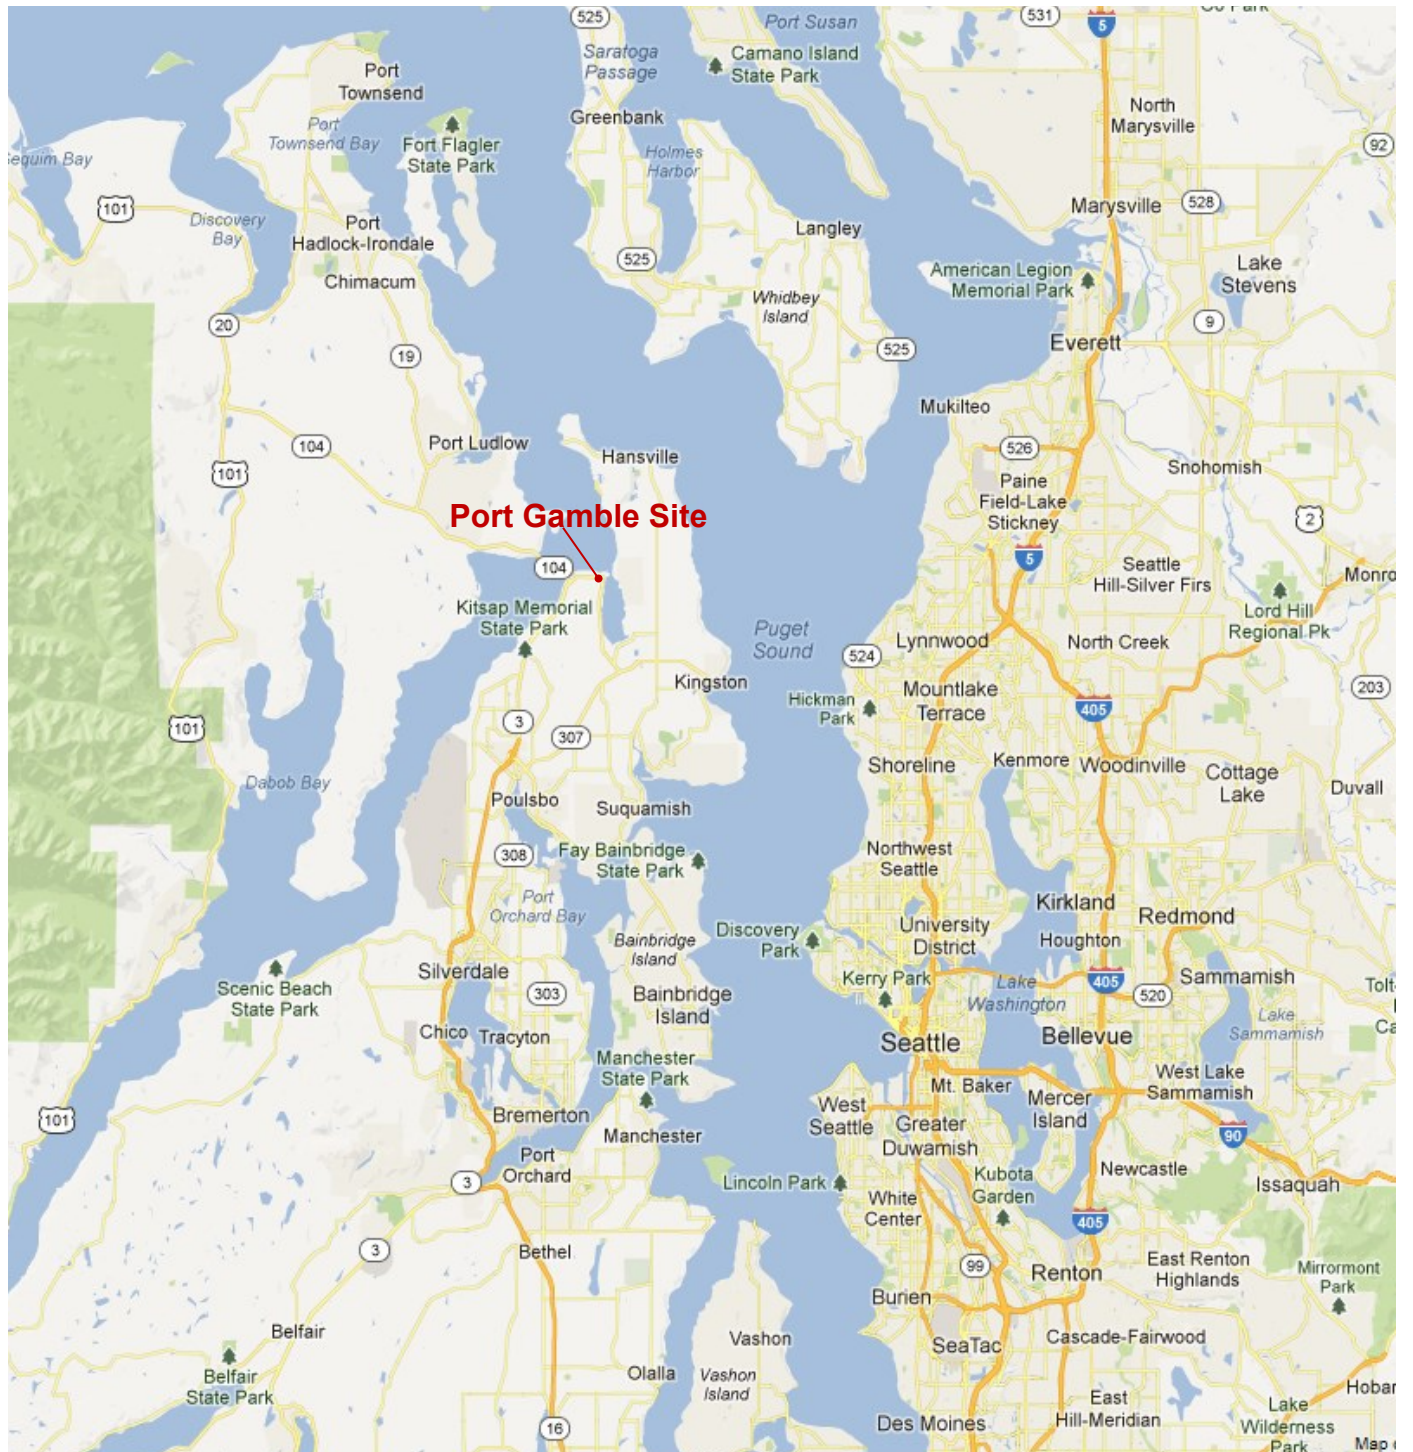 525
Port Susan
531
5
Saratoga
Passage
Camano Island
State Park
Port
Townsend
North
Marysville
Greenbank
Port
Townsend Bay
Fort Flagler
State Park
Holmes
Harbor
92
equim Bay
101
Discovery
Bay
Port
Hadlock-Irondale
Chimacum
Marysville
528
Langley
525
American Legion
Memorial Park
Lake
Stevens
Whidbey
Island
20
19
9
525
Everett
Mukilteo
104
Port Ludlow
Hansville
526
101
Snohomish
Paine
Field-Lake
Stickney
Port Gamble Site
2
5
104
Seattle
Hill-Silver Firs
Monro
Kitsap Memorial
State Park
Lord Hill
Regional Pk
Puget
Sound
524
Lynnwood
North Creek
Kingston
203
Hickman
Park
Mountlake
Terrace
405
3
307
101
Shoreline
Kenmore
Woodinville
Cottage
Lake
Duvall
Dabob Bay
Poulsbo
Suquamish
308
Fay Bainbridge
State Park
Northwest
Seattle
Port
Orchard Bay
Kirkland
Redmond
Discovery
Park
University
District
Houghton
Bainbridge
Island
Silverdale
Scenic Beach
State Park
303
Bainbridge
Island
Kerry Park
Lake
Washington
405
520
Sammamish
Tolt-
Ca
Lake
Sammamish
Chico
Tracyton
Seattle
Bellevue
Manchester
State Park
Mt. Baker
West Lake
Sammamish
101
Bremerton
Manchester
West
Seattle
Greater
Duwamish
Mercer
Island
90
Port
Orchard
3
Lincoln Park
Kubota
Garden
Newcastle
Issaquah
White
Center
405
3
Bethel
99
Renton
East Renton
Highlands
Mirrormont
Park
Burien
Belfair
Vashon
SeaTac
Cascade-Fairwood
Belfair
State Park
Olalla
Vashon
Island
Hobar
16
Des Moines
East
Hill-Meridian
Lake
Wilderness
Park
Map